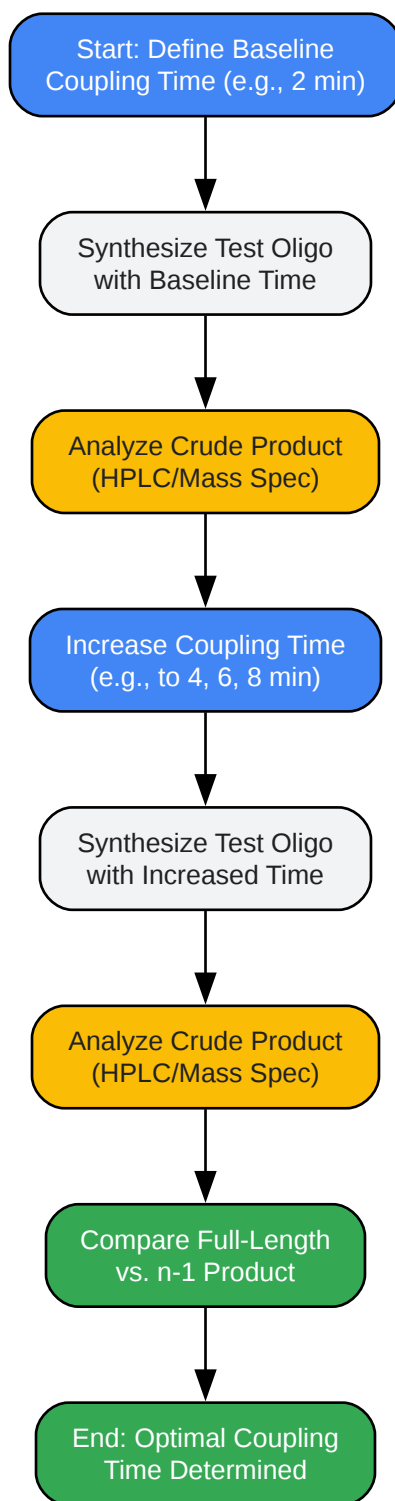 Start: Define Baseline
Coupling Time (e.g., 2 min)
Synthesize Test Oligo
with Baseline Time
Analyze Crude Product
(HPLC/Mass Spec)
Increase Coupling Time
(e.g., to 4, 6, 8 min)
Synthesize Test Oligo
with Increased Time
Analyze Crude Product
(HPLC/Mass Spec)
Compare Full-Length
vs. n-1 Product
End: Optimal Coupling
Time Determined